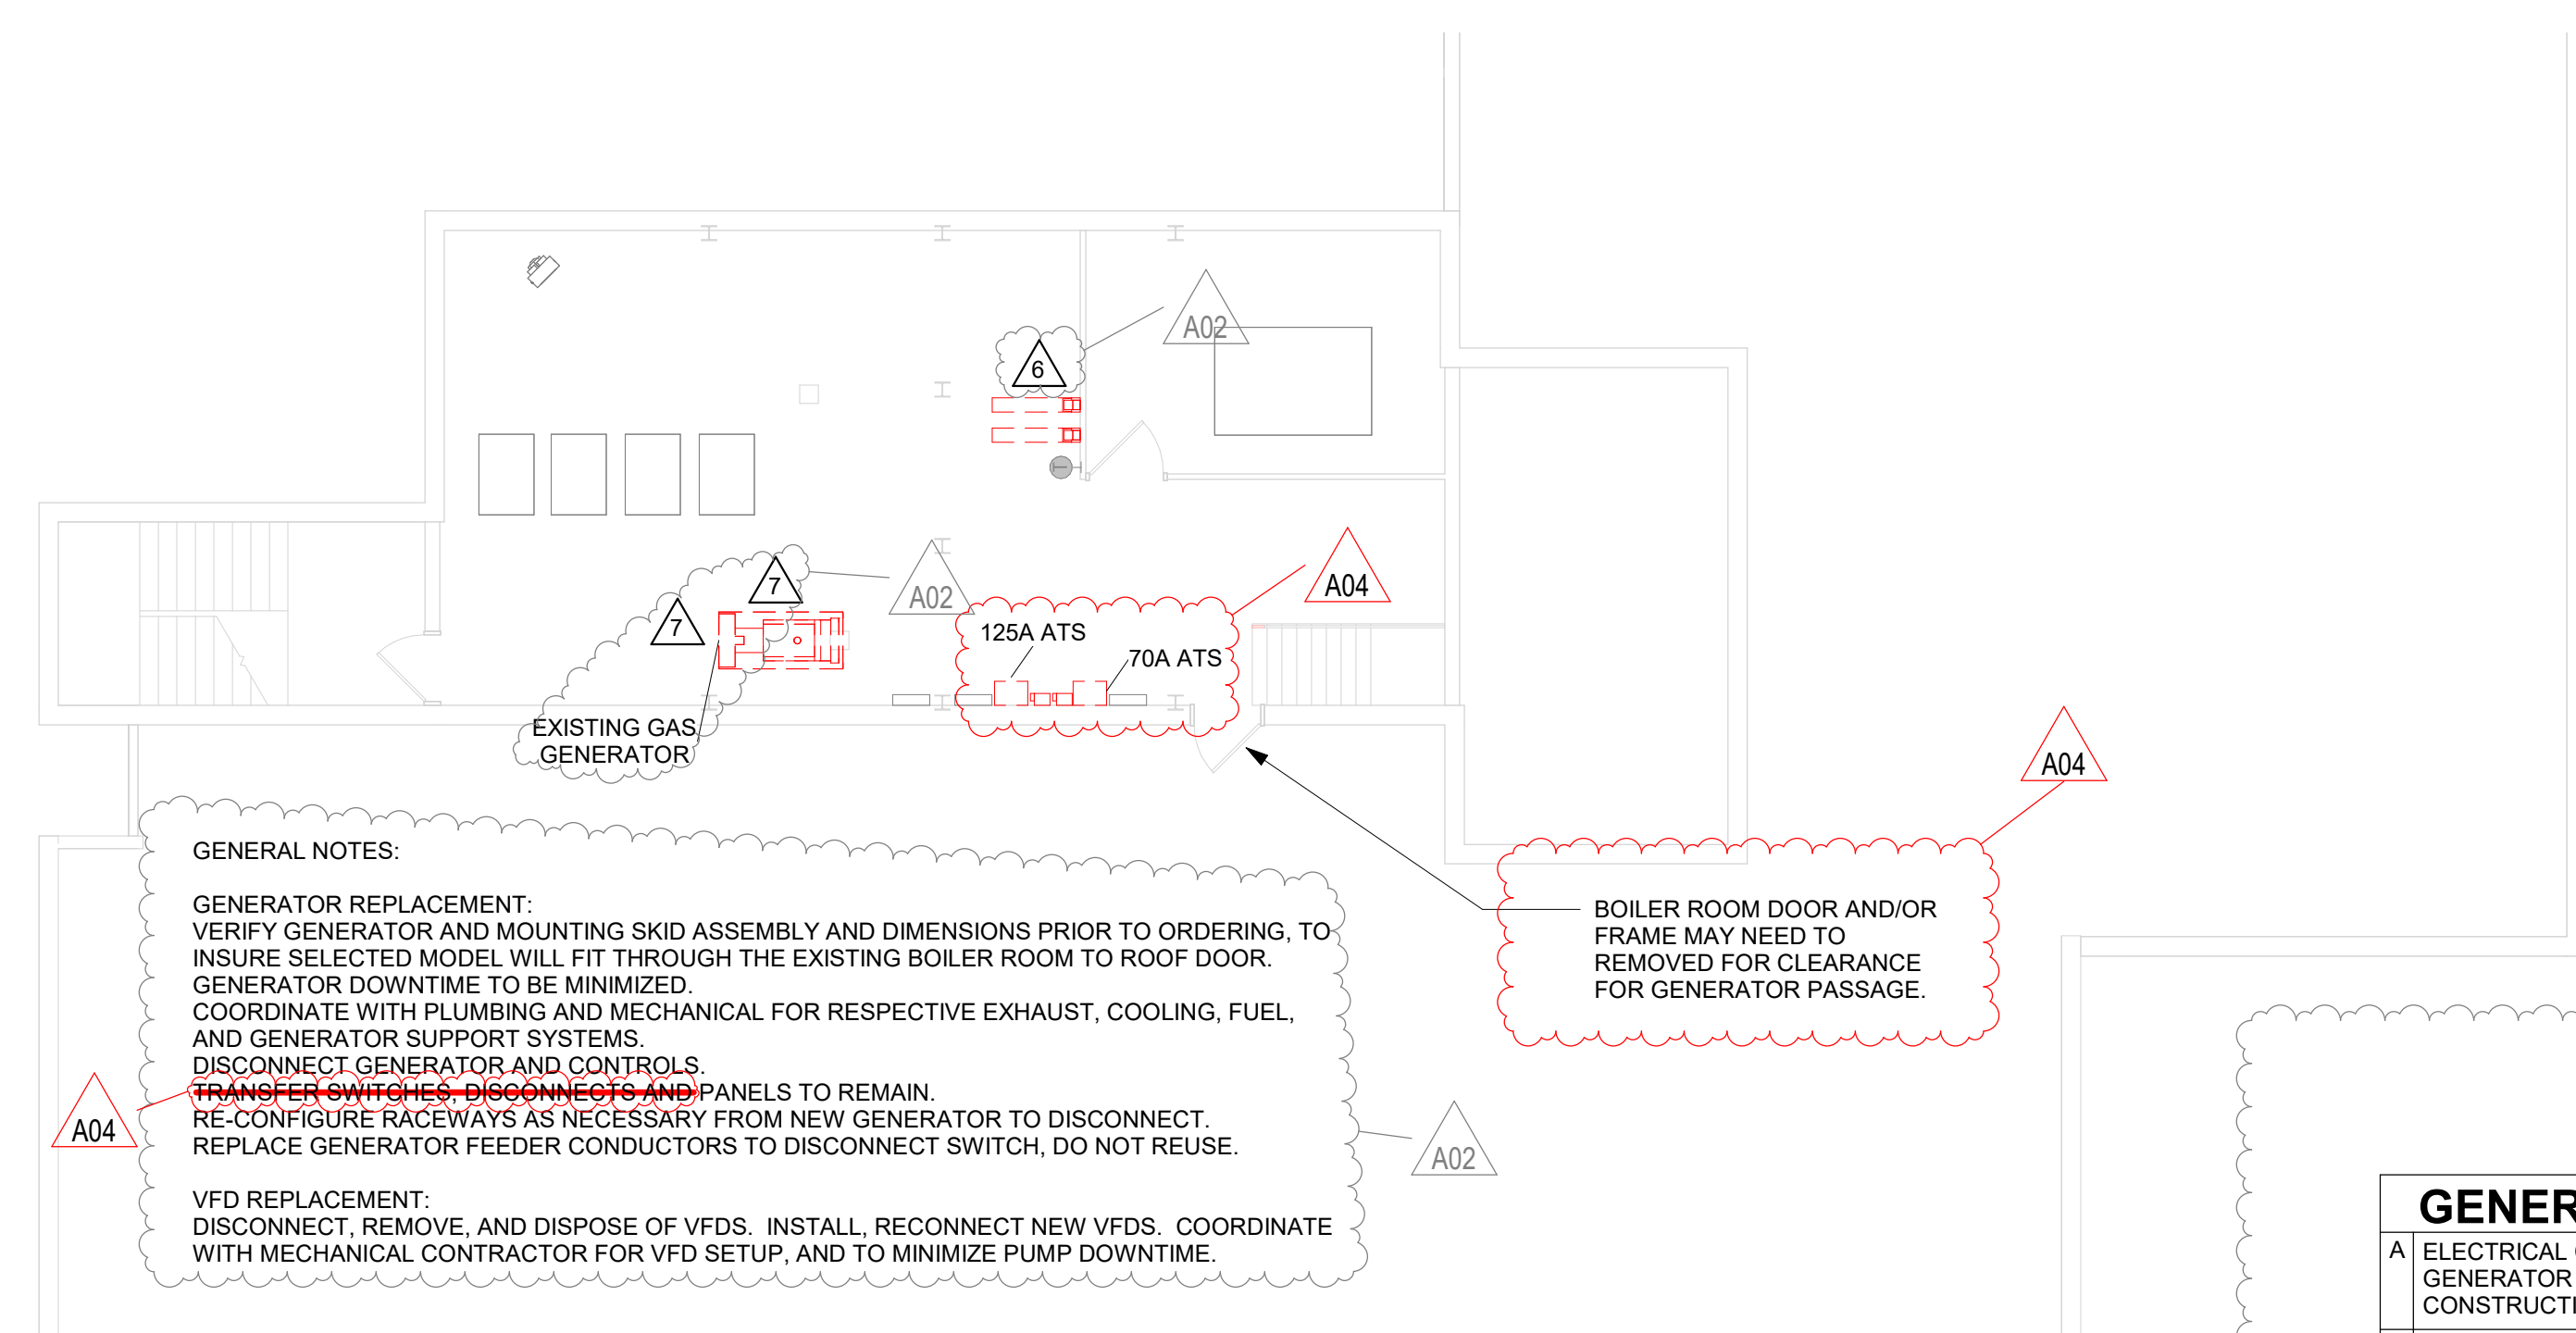 A02
6
A04
7
A02
7
125A ATS
70A ATS
EXISTING GAS
GENERATOR
A04
GENERAL NOTES:
GENERATOR REPLACEMENT:
VERIFY GENERATOR AND MOUNTING SKID ASSEMBLY AND DIMENSIONS PRIOR TO ORDERING, TO
INSURE SELECTED MODEL WILL FIT THROUGH THE EXISTING BOILER ROOM TO ROOF DOOR.
GENERATOR DOWNTIME TO BE MINIMIZED.
COORDINATE WITH PLUMBING AND MECHANICAL FOR RESPECTIVE EXHAUST, COOLING, FUEL,
AND GENERATOR SUPPORT SYSTEMS.
DISCONNECT GENERATOR AND CONTROLS.
TRANSFER SWITCHES, DISCONNECTS AND PANELS TO REMAIN.
RE-CONFIGURE RACEWAYS AS NECESSARY FROM NEW GENERATOR TO DISCONNECT.
REPLACE GENERATOR FEEDER CONDUCTORS TO DISCONNECT SWITCH, DO NOT REUSE.
VFD REPLACEMENT:
DISCONNECT, REMOVE, AND DISPOSE OF VFDS. INSTALL, RECONNECT NEW VFDS. COORDINATE
WITH MECHANICAL CONTRACTOR FOR VFD SETUP, AND TO MINIMIZE PUMP DOWNTIME.
A04
A02
BOILER ROOM DOOR AND/OR
FRAME MAY NEED TO
REMOVED FOR CLEARANCE
FOR GENERATOR PASSAGE.
GENER
A ELECTRICAL
GENERATOR
CONSTRUCTI